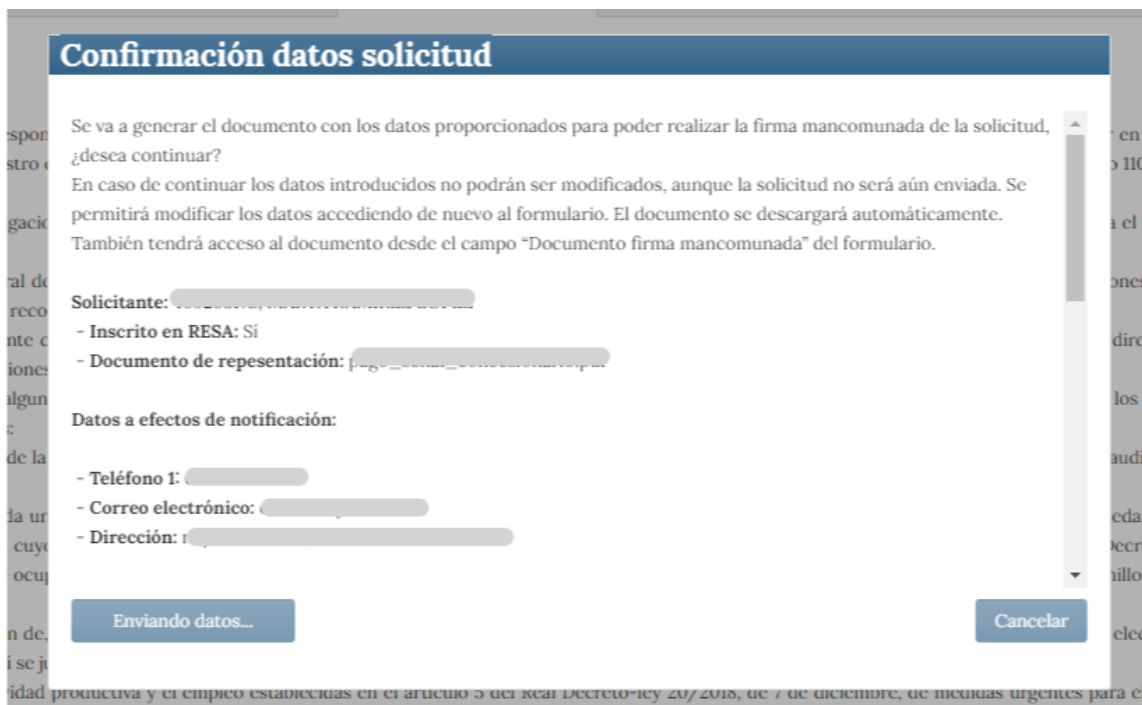 Confirmación datos solicitud
Se va a generar el documento con los datos proporcionados para poder realizar la firma mancomunada de la solicitud,
¿desea continuar?
En caso de continuar los datos introducidos no podrán ser modificados, aunque la solicitud no será aún enviada. Se
permitirá modificar los datos accediendo de nuevo al formulario. El documento se descargará automáticamente.
También tendrá acceso al documento desde el campo “Documento firma mancomunada” del formulario.
Solicitante:
- Inscrito en RESA: Sí
- Documento de repesentación:
Datos a efectos de notificación:
- Teléfono 1:
- Correo electrónico:
- Dirección:
Enviando datos...
Cancelar
productiva y el empleo establecidas en el artículo 5 del Real Decreto-ley 20/2018, de 7 de diciembre, de medidas urgentes para